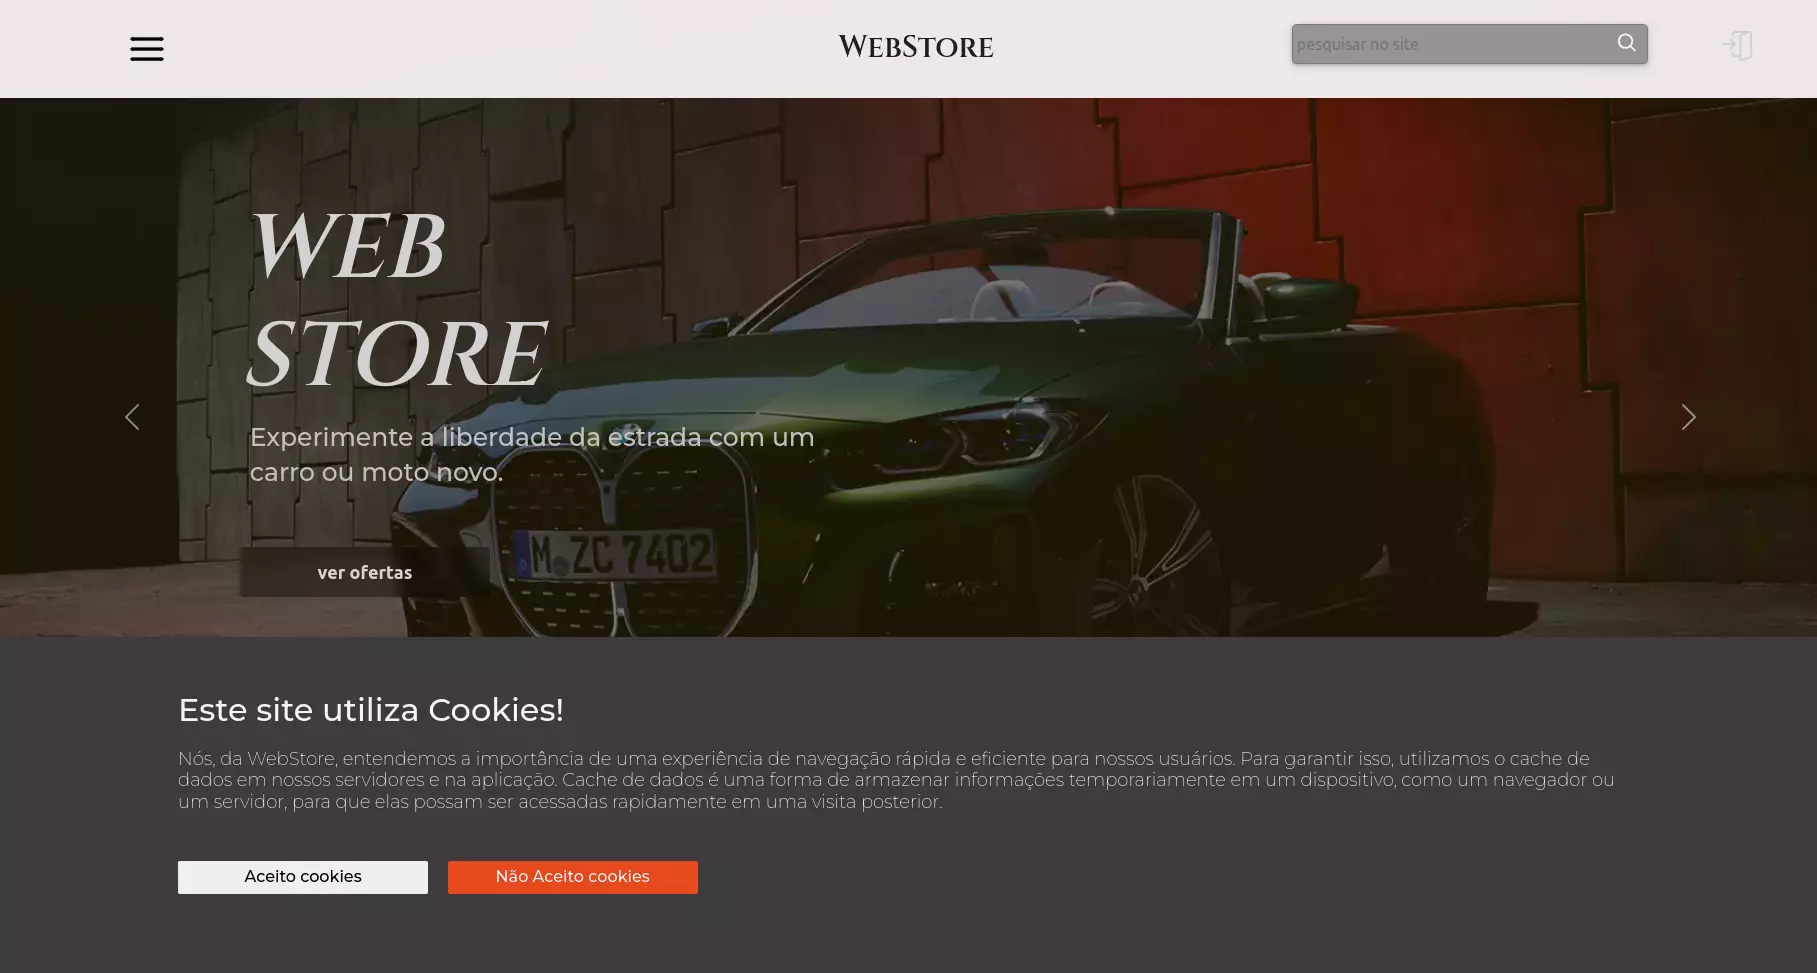 WEBSTORE
pesquisar no site
WEB
STORE
Experimente a liberdade da estrada com um
carro ou moto novo.
M ZC 7402
ver ofertas
Este site utiliza Cookies!
Nós, da WebStore, entendemos a importância de uma experiência de navegação rápida e eficiente para nossos usuários. Para garantir isso, utilizamos o cache de
dados em nossos servidores e na aplicação. Cache de dados é uma forma de armazenar informações temporariamente em um dispositivo, como um navegador ou
um servidor, para que elas possam ser acessadas rapidamente em uma visita posterior.
Aceito cookies
Não Aceito cookies